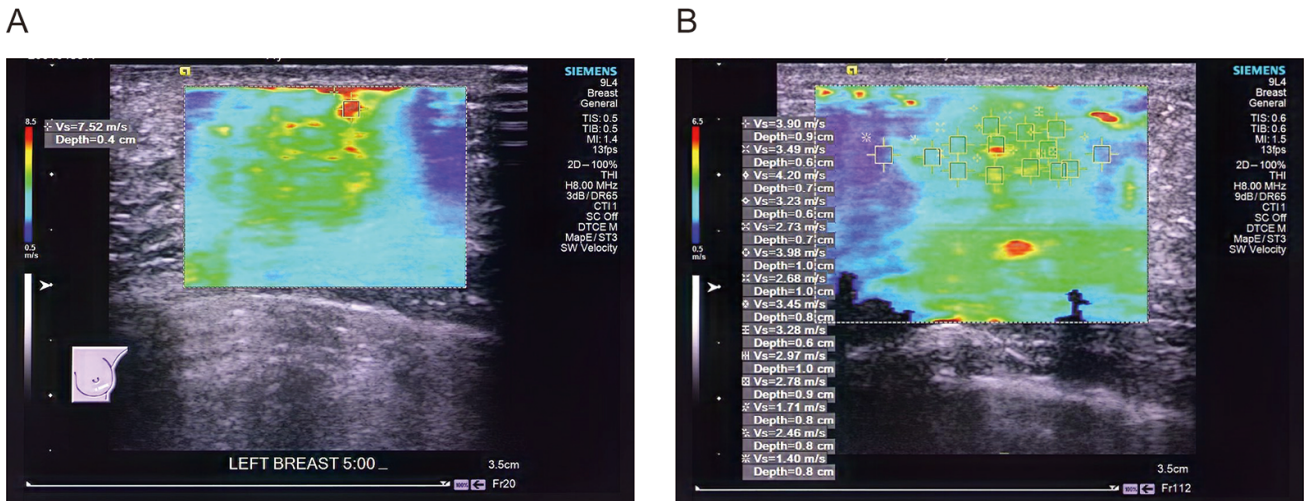 A
SIEMENS
9L4
Breast
General
TIS: 0.5
TIB: 0.5
MI: 1.4
13fps
2D–100%
THI
H8.00 MHz
3dB/DR65
CTI 1
SC Off
DTCE M
MapE/ST3
SW Velocity
8.5
0.5
m/s
Vs=7.52 m/s
Depth=0.4 cm
LEFT BREAST 5:00_
3.5cm
100%
Fr20
B
SIEMENS
9L4
Breast
General
TIS: 0.6
TIB: 0.6
MI: 1.5
13fps
2D–100%
THI
H8.00 MHz
9dB/DR65
CTI 1
SC Off
DTCE M
MapE/ST3
SW Velocity
6.5
0.5
m/s
Vs=3.90 m/s
Depth=0.9 cm
Vs=3.49 m/s
Depth=0.6 cm
Vs=4.20 m/s
Depth=0.7 cm
Vs=3.23 m/s
Depth=0.6 cm
Vs=2.73 m/s
Depth=0.7 cm
Vs=3.98 m/s
Depth=1.0 cm
Vs=2.68 m/s
Depth=1.0 cm
Vs=3.45 m/s
Depth=0.8 cm
Vs=3.28 m/s
Depth=0.6 cm
Vs=2.97 m/s
Depth=1.0 cm
Vs=2.78 m/s
Depth=0.9 cm
Vs=1.71 m/s
Depth=0.8 cm
Vs=2.46 m/s
Depth=0.8 cm
Vs=1.40 m/s
Depth=0.8 cm
3.5cm
100%
Fr112